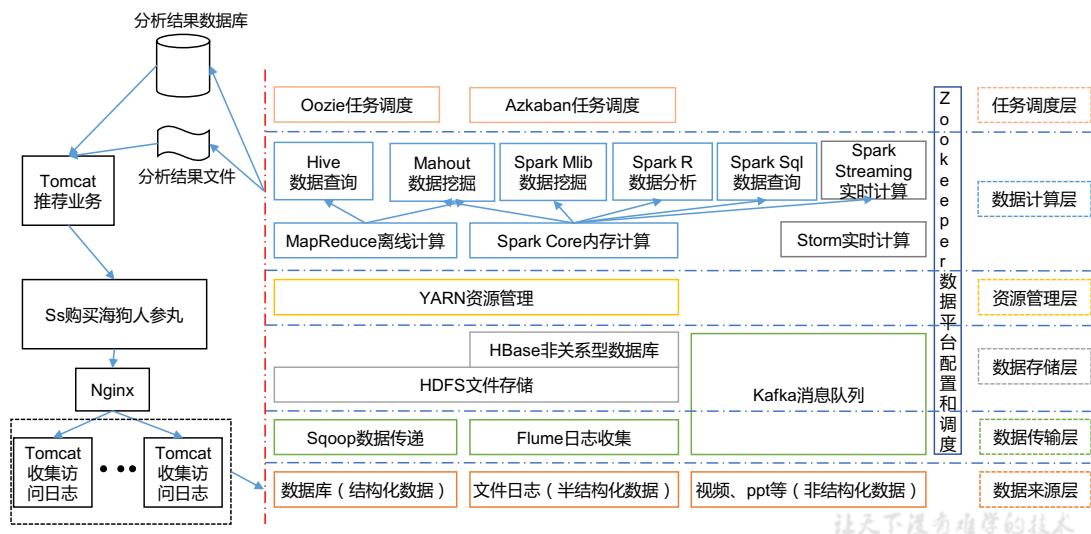 分析结果数据库
分析结果文件
Tomcat
推荐业务
Ss购买海狗人参丸
Nginx
Tomcat
收集访
问日志
Tomcat
收集访
问日志
Oozie任务调度
Azkaban任务调度
任务调度层
Hive
数据查询
Mahout
数据挖掘
Spark Mlib
数据挖掘
Spark R
数据分析
Spark Sql
数据查询
Spark
Streaming
实时计算
数据计算层
MapReduce离线计算
Spark Core内存计算
Storm实时计算
YARN资源管理
资源管理层
HBase非关系型数据库
HDFS文件存储
Kafka消息队列
数据存储层
Sqoop数据传递
Flume日志收集
数据传输层
数据库（结构化数据）
文件日志（半结构化数据）
视频、ppt等（非结构化数据）
数据来源层
Zookeeper数据平台配置和调度
让天下没有难学的技术